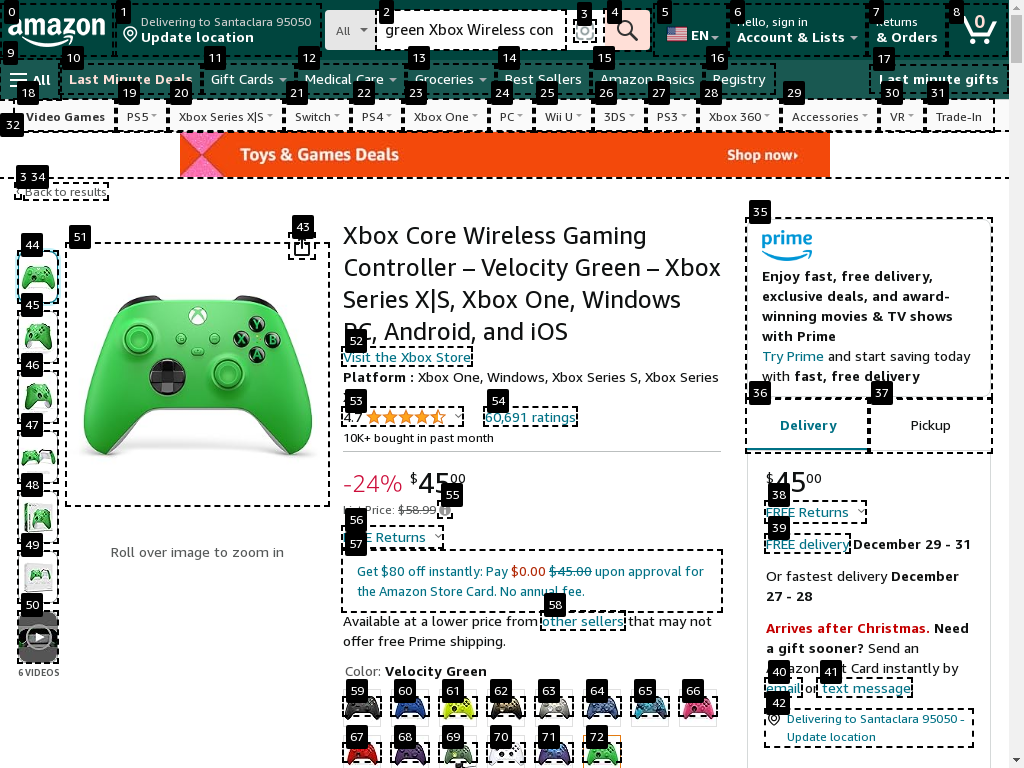 0
1
2
3
4
5
6
7
8
amazon
Delivering to Santaclara 95050
Update location
All
green Xbox Wireless con
EN
Hello, sign in
Account & Lists
Returns
& Orders
0
9
10
11
12
13
14
15
16
17
All
Last Minute Deals
Gift Cards
Medical Care
Groceries
Best Sellers
Amazon Basics
Registry
Last minute gifts
18
19
20
21
22
23
24
25
26
27
28
29
30
31
Video Games
PS5
Xbox Series X|S
Switch
PS4
Xbox One
PC
Wii U
3DS
PS3
Xbox 360
Accessories
VR
Trade-In
32
Toys & Games Deals
Shop now
3 34
Back to results
43
44
45
46
47
48
49
50
51
6 VIDEOS
Roll over image to zoom in
Xbox Core Wireless Gaming
Controller – Velocity Green – Xbox
Series X|S, Xbox One, Windows
PC, Android, and iOS
52
Visit the Xbox Store
Platform : Xbox One, Windows, Xbox Series S, Xbox Series
53
54
4.7
60,691 ratings
10K+ bought in past month
-24% $4500
55
List Price: $58.99
56
FREE Returns
57
Get $80 off instantly: Pay $0.00 $45.00 upon approval for
the Amazon Store Card. No annual fee.
58
Available at a lower price from other sellers that may not
offer free Prime shipping.
Color: Velocity Green
59
60
61
62
63
64
65
66
67
68
69
70
71
72
35
prime
Enjoy fast, free delivery,
exclusive deals, and award-
winning movies & TV shows
with Prime
Try Prime and start saving today
with fast, free delivery
36
37
Delivery
Pickup
$4500
38
FREE Returns
39
FREE delivery December 29 - 31
Or fastest delivery December
27 - 28
Arrives after Christmas. Need
a gift sooner? Send an
Amazon Gift Card instantly by
40
41
email or text message
42
Delivering to Santaclara 95050 -
Update location